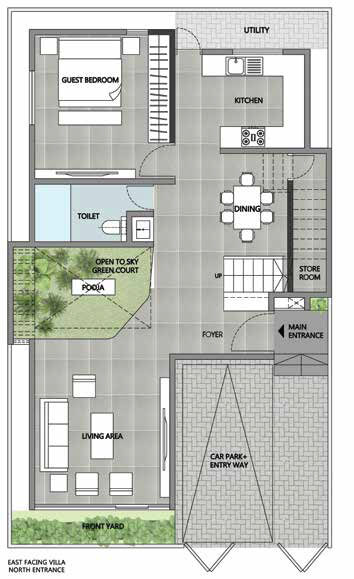 UTILITY
GUEST BEDROOM
KITCHEN
TOILET
DINING
OPEN TO SKY
GREEN COURT
POOJA
UP
STORE
ROOM
FOYER
MAIN
ENTRANCE
LIVING AREA
CAR PARK+
ENTRY WAY
FRONT YARD
EAST FACING VILLA
NORTH ENTRANCE